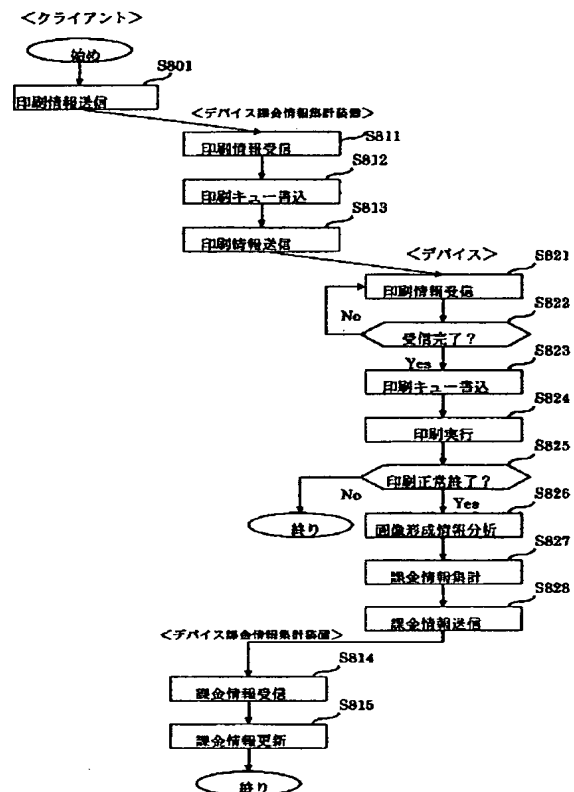 <クライアント>
始め
S801
印刷情報送信
<デバイス課金情報集計装置>
S811
印刷情報受信
S812
印刷キュー書込
S813
印刷情報送信
<デバイス>
S821
印刷情報受信
S822
No
受信完了?
S823
Yes
印刷キュー書込
S824
印刷実行
S825
印刷正常終了?
No
Yes
S826
終り
画像形成情報分析
S827
課金情報集計
S828
課金情報送信
<デバイス課金情報集計装置>
S814
課金情報受信
S815
課金情報更新
終り